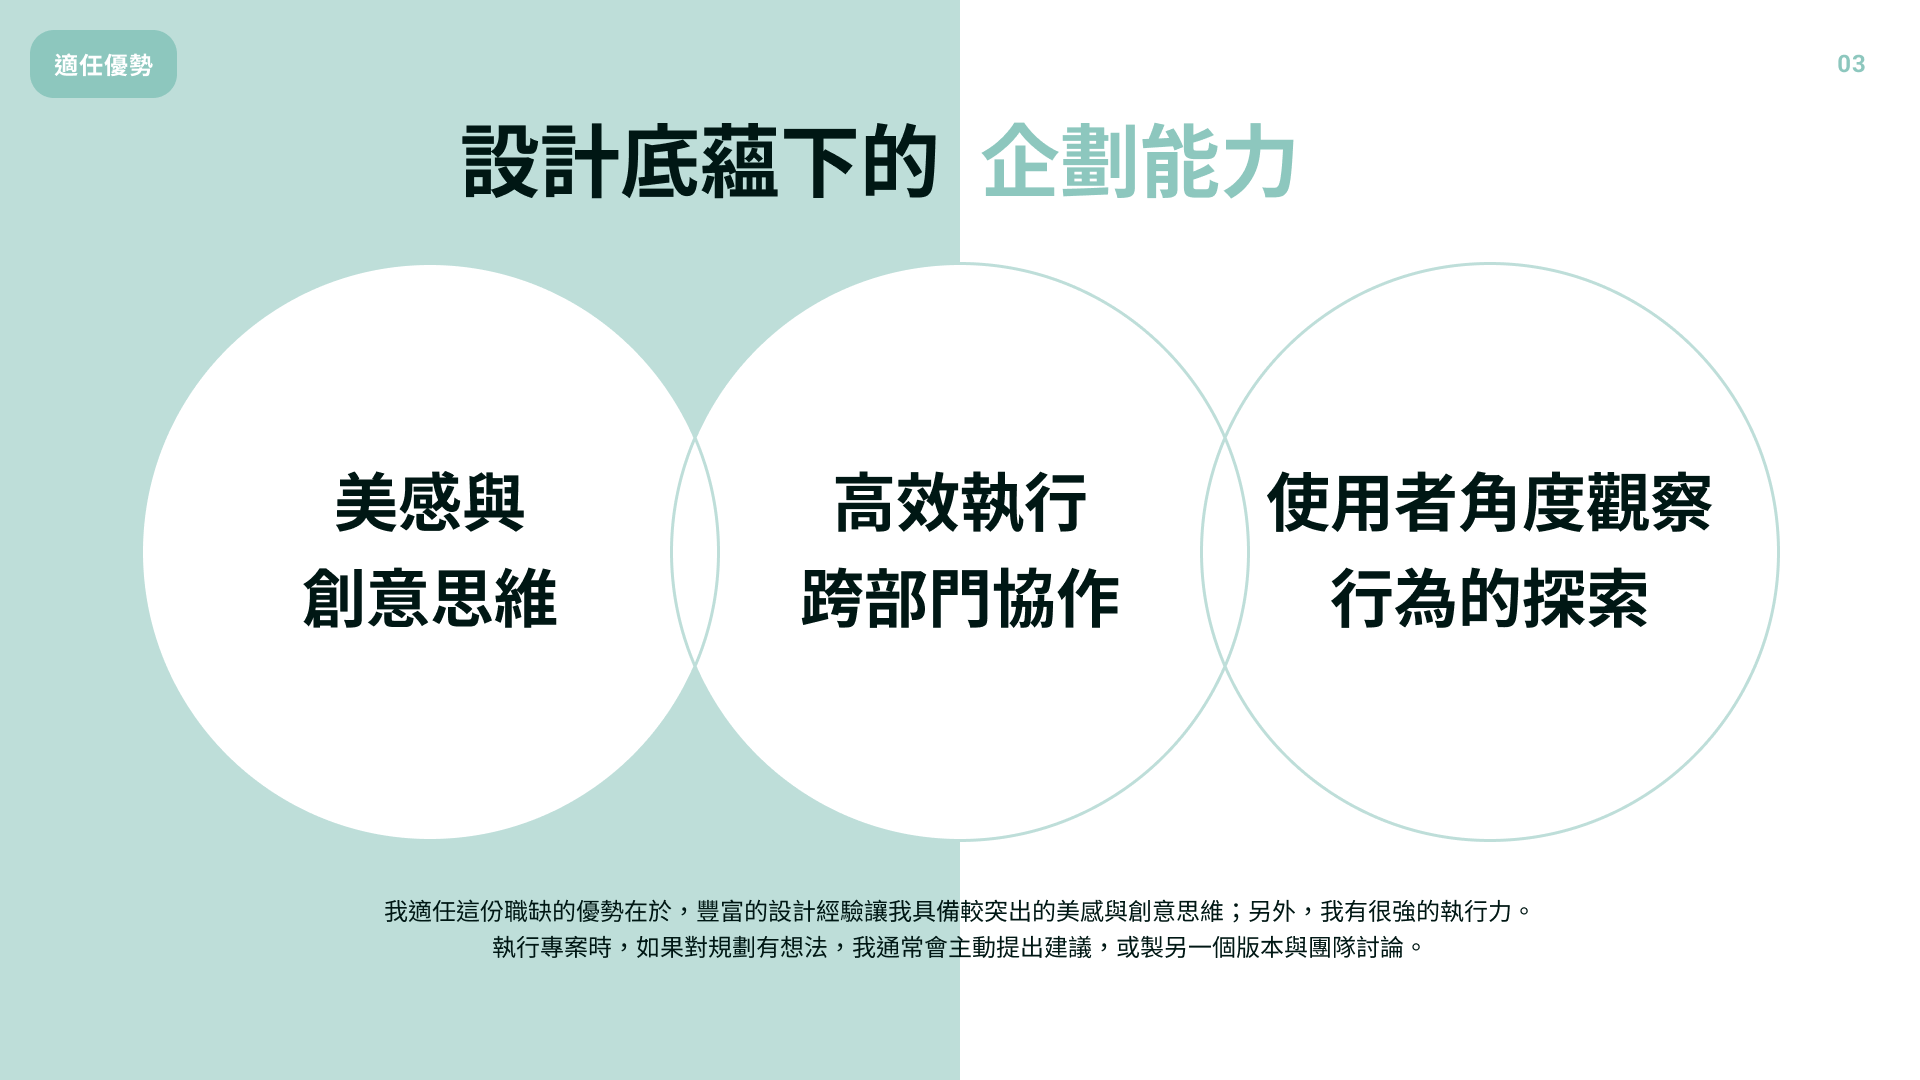 適任優勢
03
設計底蘊下的 企劃能力
美感與
創意思維
高效執行
跨部門協作
使用者角度觀察
行為的探索
我適任這份職缺的優勢在於，豐富的設計經驗讓我具備較突出的美感與創意思維；另外，我有很強的執行力。
執行專案時，如果對規劃有想法，我通常會主動提出建議，或製另一個版本與團隊討論。